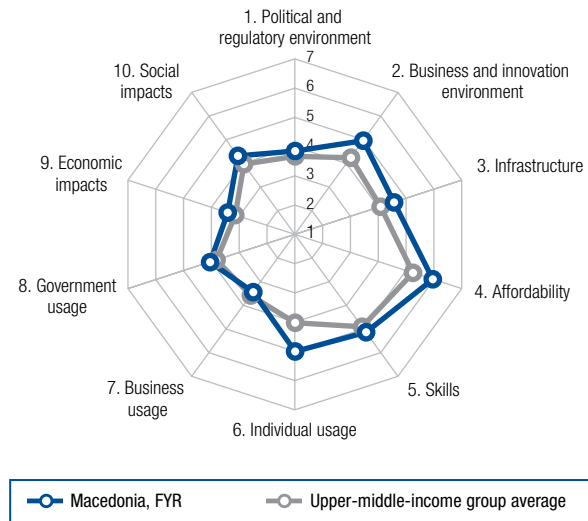 1. Political and
regulatory environment
7
10. Social
impacts
6
2. Business and innovation
environment
5
4
9. Economic
impacts
3
3. Infrastructure
2
1
8. Government
usage
4. Affordability
7. Business
usage
5. Skills
6. Individual usage
Macedonia, FYR
Upper-middle-income group average